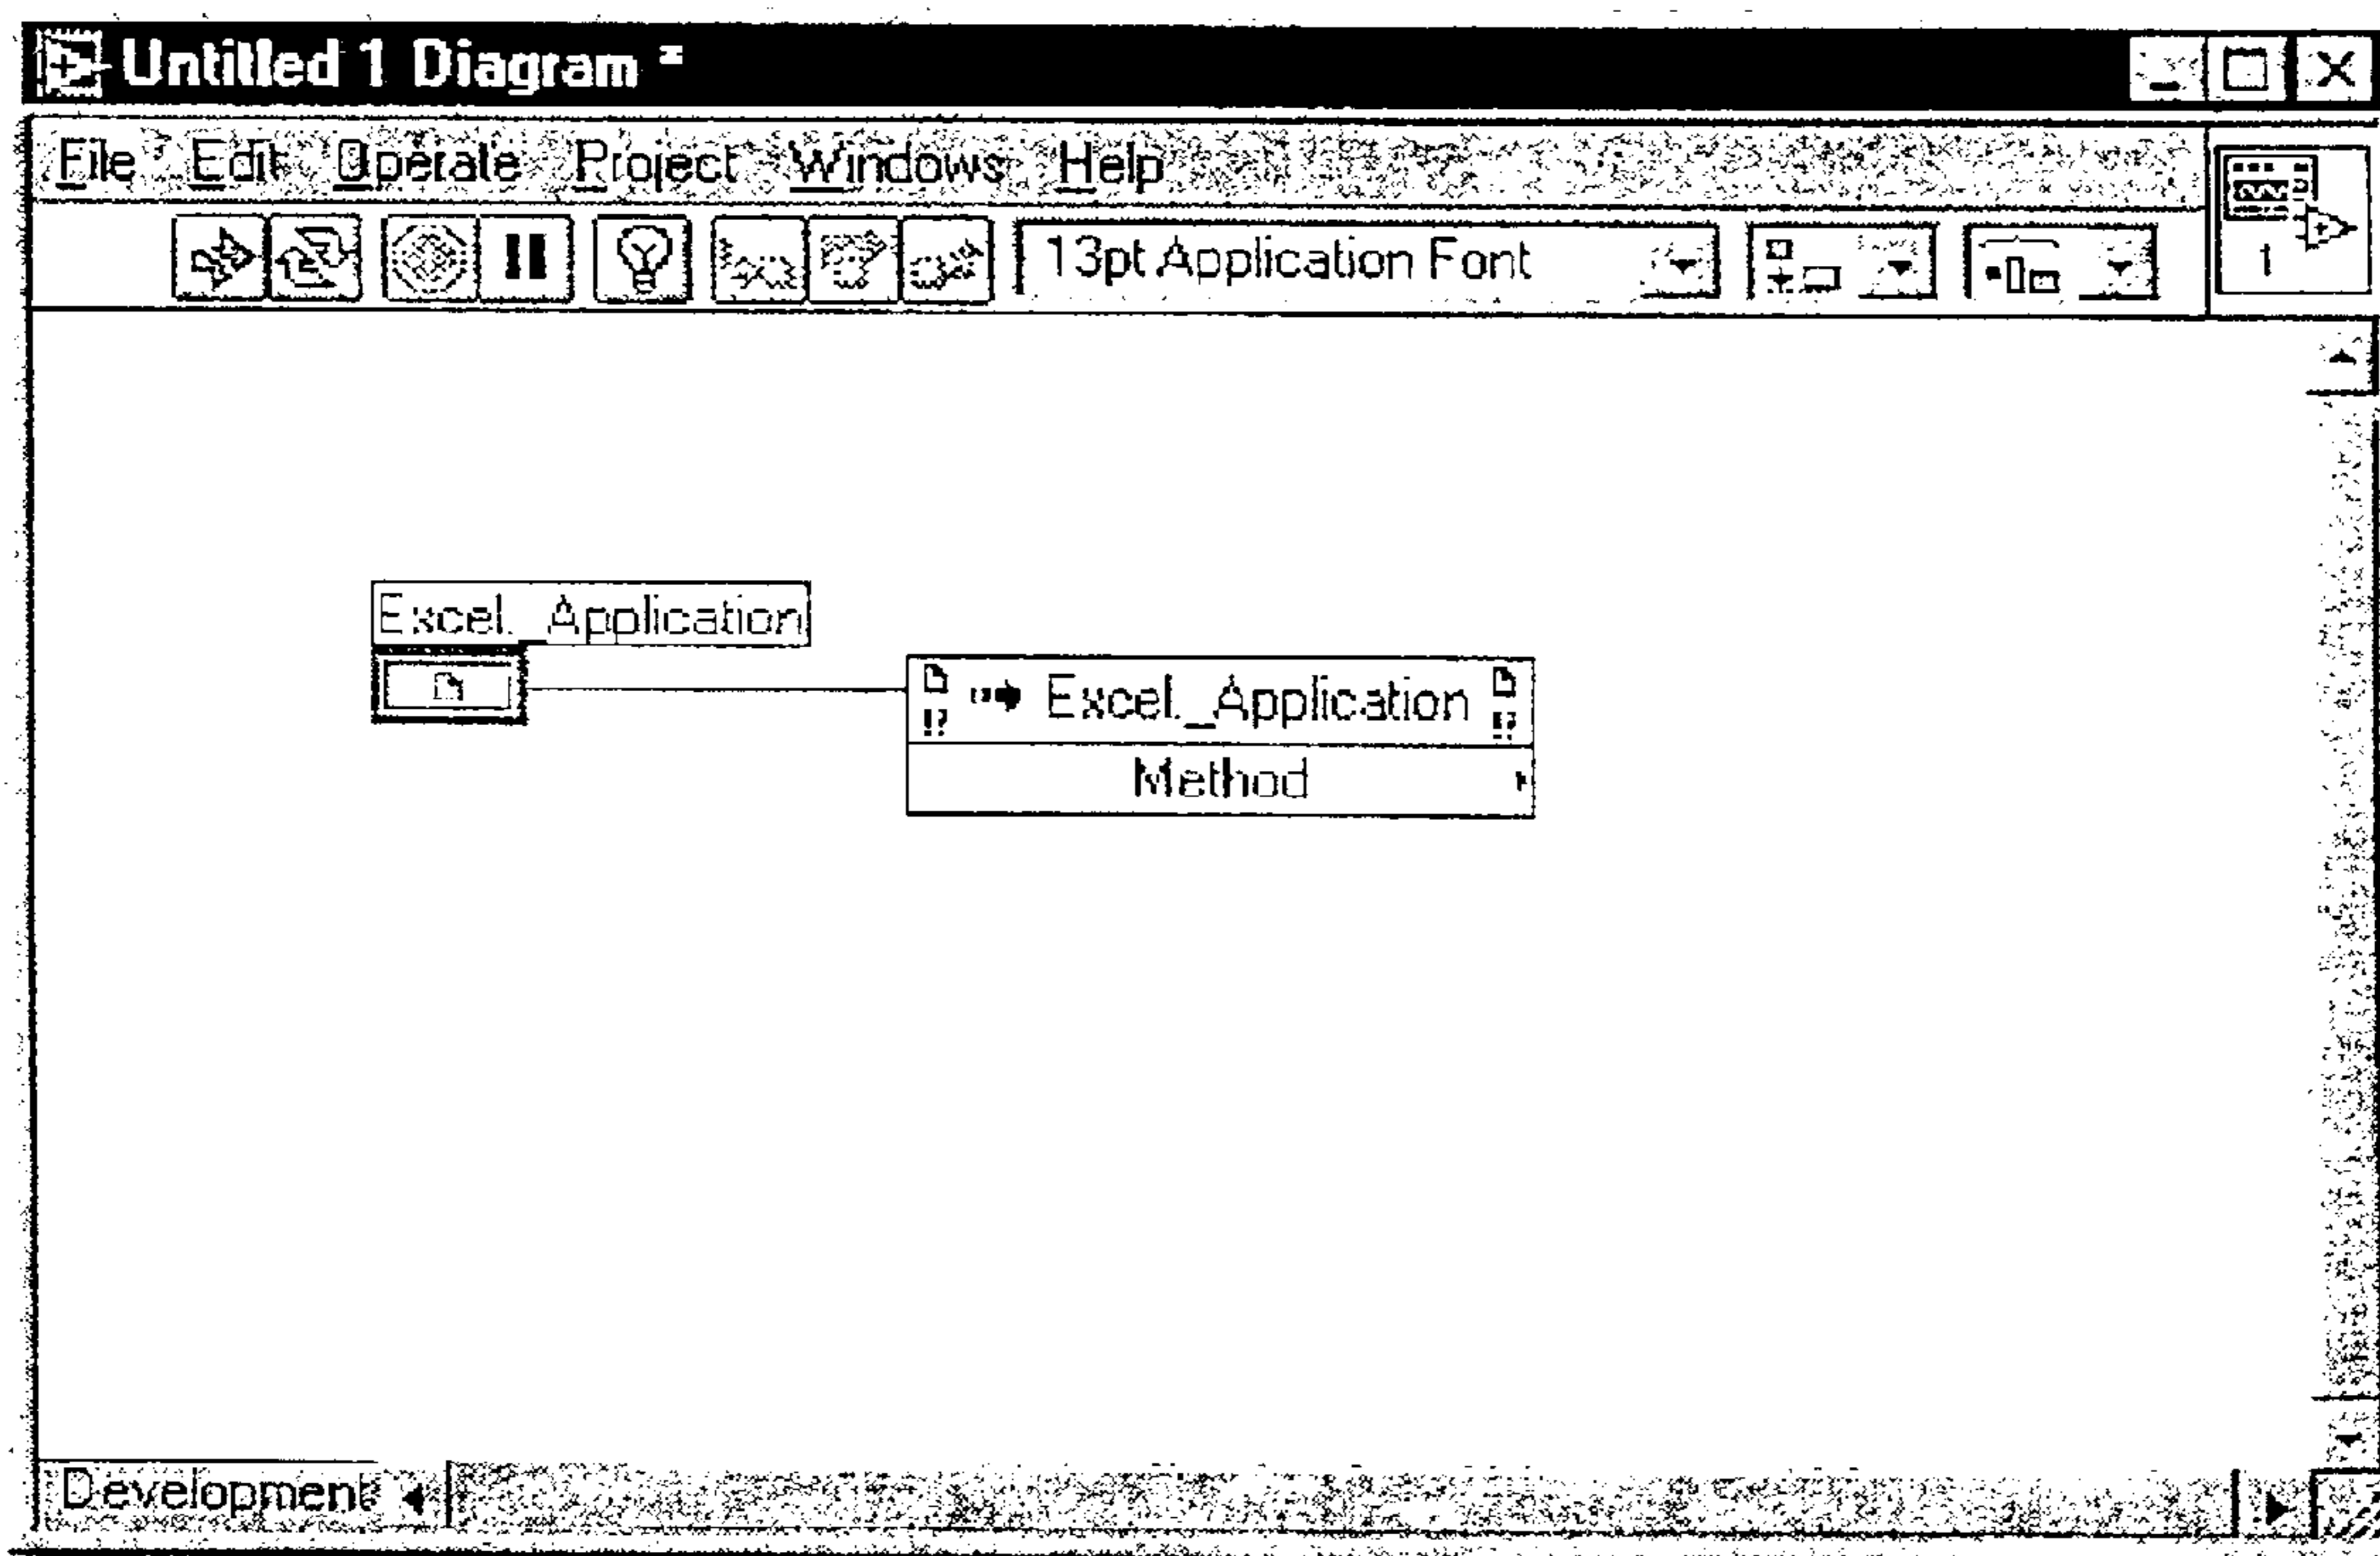 Untitled 1 Diagram *
File Edit Operate Project Windows Help
13pt Application Font
1
Excel._Application
!? Excel._Application !?
Method
Development